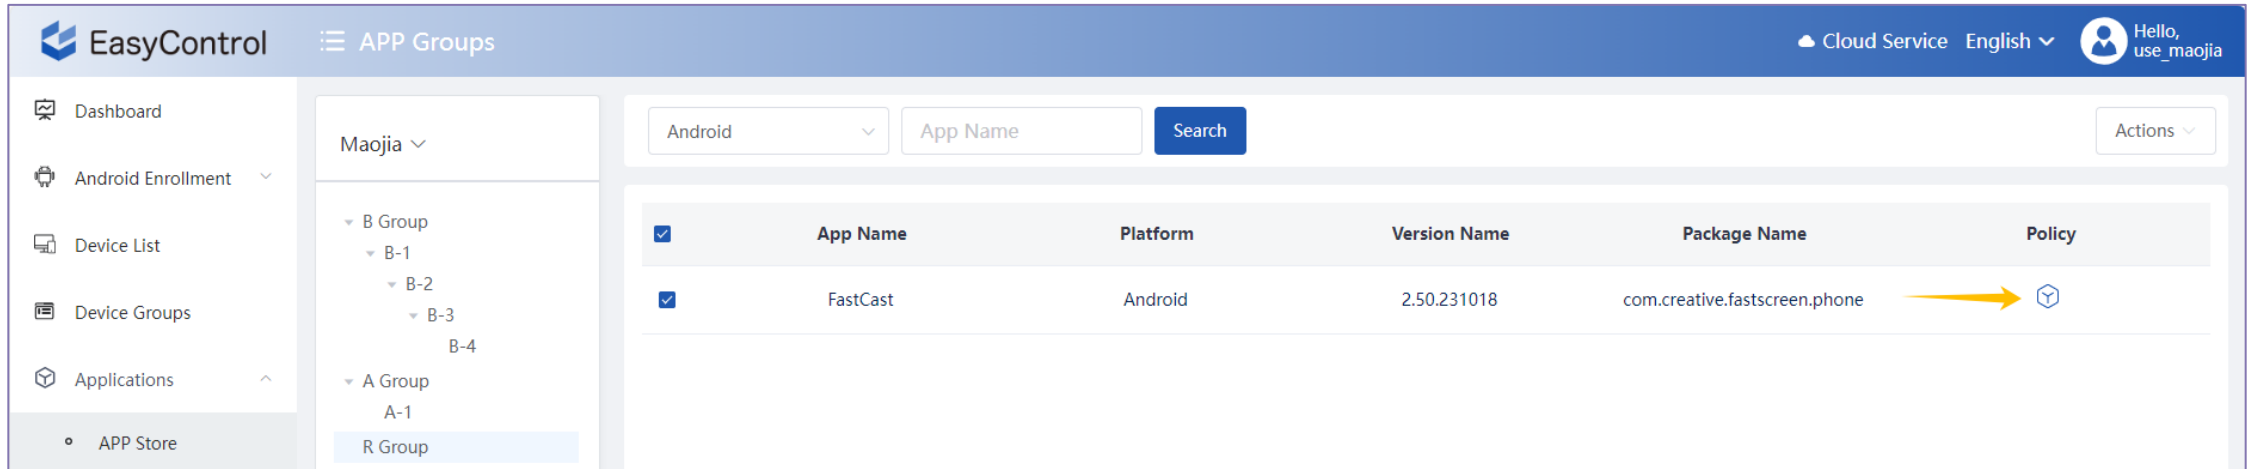 EasyControl
APP Groups
Cloud Service
English
Hello,
use_maojia
Dashboard
Android Enrollment
Device List
Device Groups
Applications
APP Store
Maojia
B Group
B-1
B-2
B-3
B-4
A Group
A-1
R Group
Android
App Name
Search
Actions
App Name Platform Version Name Package Name Policy
FastCast Android 2.50.231018 com.creative.fastscreen.phone